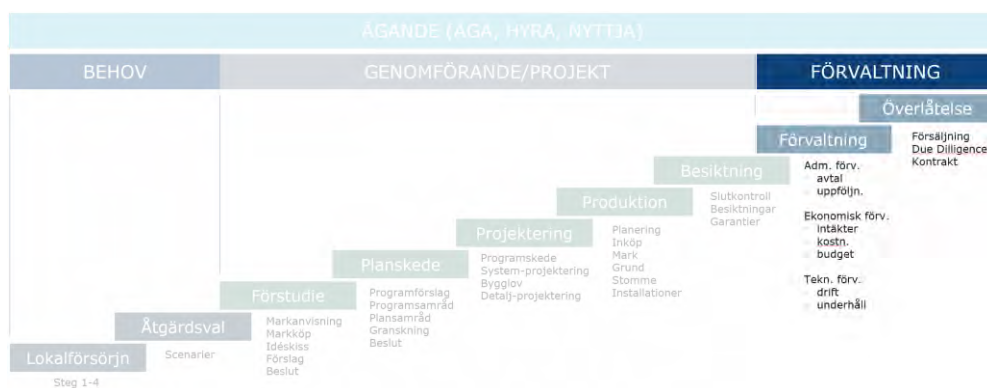 ÄGANDE (ÄGA, HYRA, NYTTJA)
BEHOV
GENOMFÖRANDE/PROJEKT
FÖRVALTNING
Överlåtelse
Försäljning
Due Dilligence
Kontrakt
Förvaltning
Adm. förv.
avtal
uppföljn.
Ekonomisk förv.
intäkter
kostn.
budget
Tekn. förv.
drift
underhåll
Besiktning
Slutkontroll
Besiktningar
Garantier
Produktion
Planering
Inköp
Mark
Grund
Stomme
Installationer
Projektering
Programskede
System-projektering
Bygglov
Detalj-projektering
Planskede
Programförslag
Programsamråd
Plansamråd
Granskning
Beslut
Förstudie
Markanvisning
Markköp
Idéskiss
Förslag
Beslut
Åtgärdsval
Scenarier
Lokalförsörjn
Steg 1-4